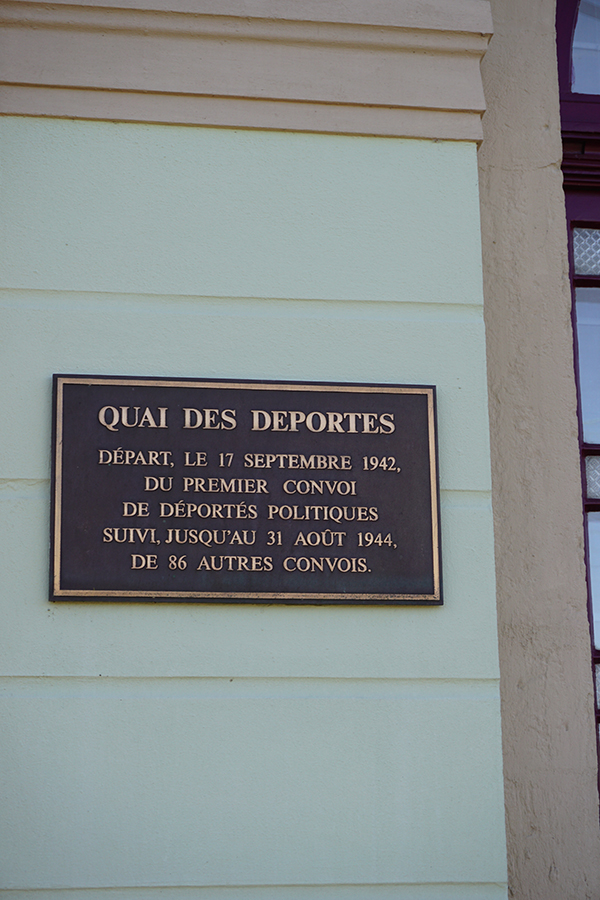 QUAI DES DEPORTES
DÉPART, LE 17 SEPTEMBRE 1942,
DU PREMIER CONVOI
DE DÉPORTÉS POLITIQUES
SUIVI, JUSQU'AU 31 AOÛT 1944,
DE 86 AUTRES CONVOIS.